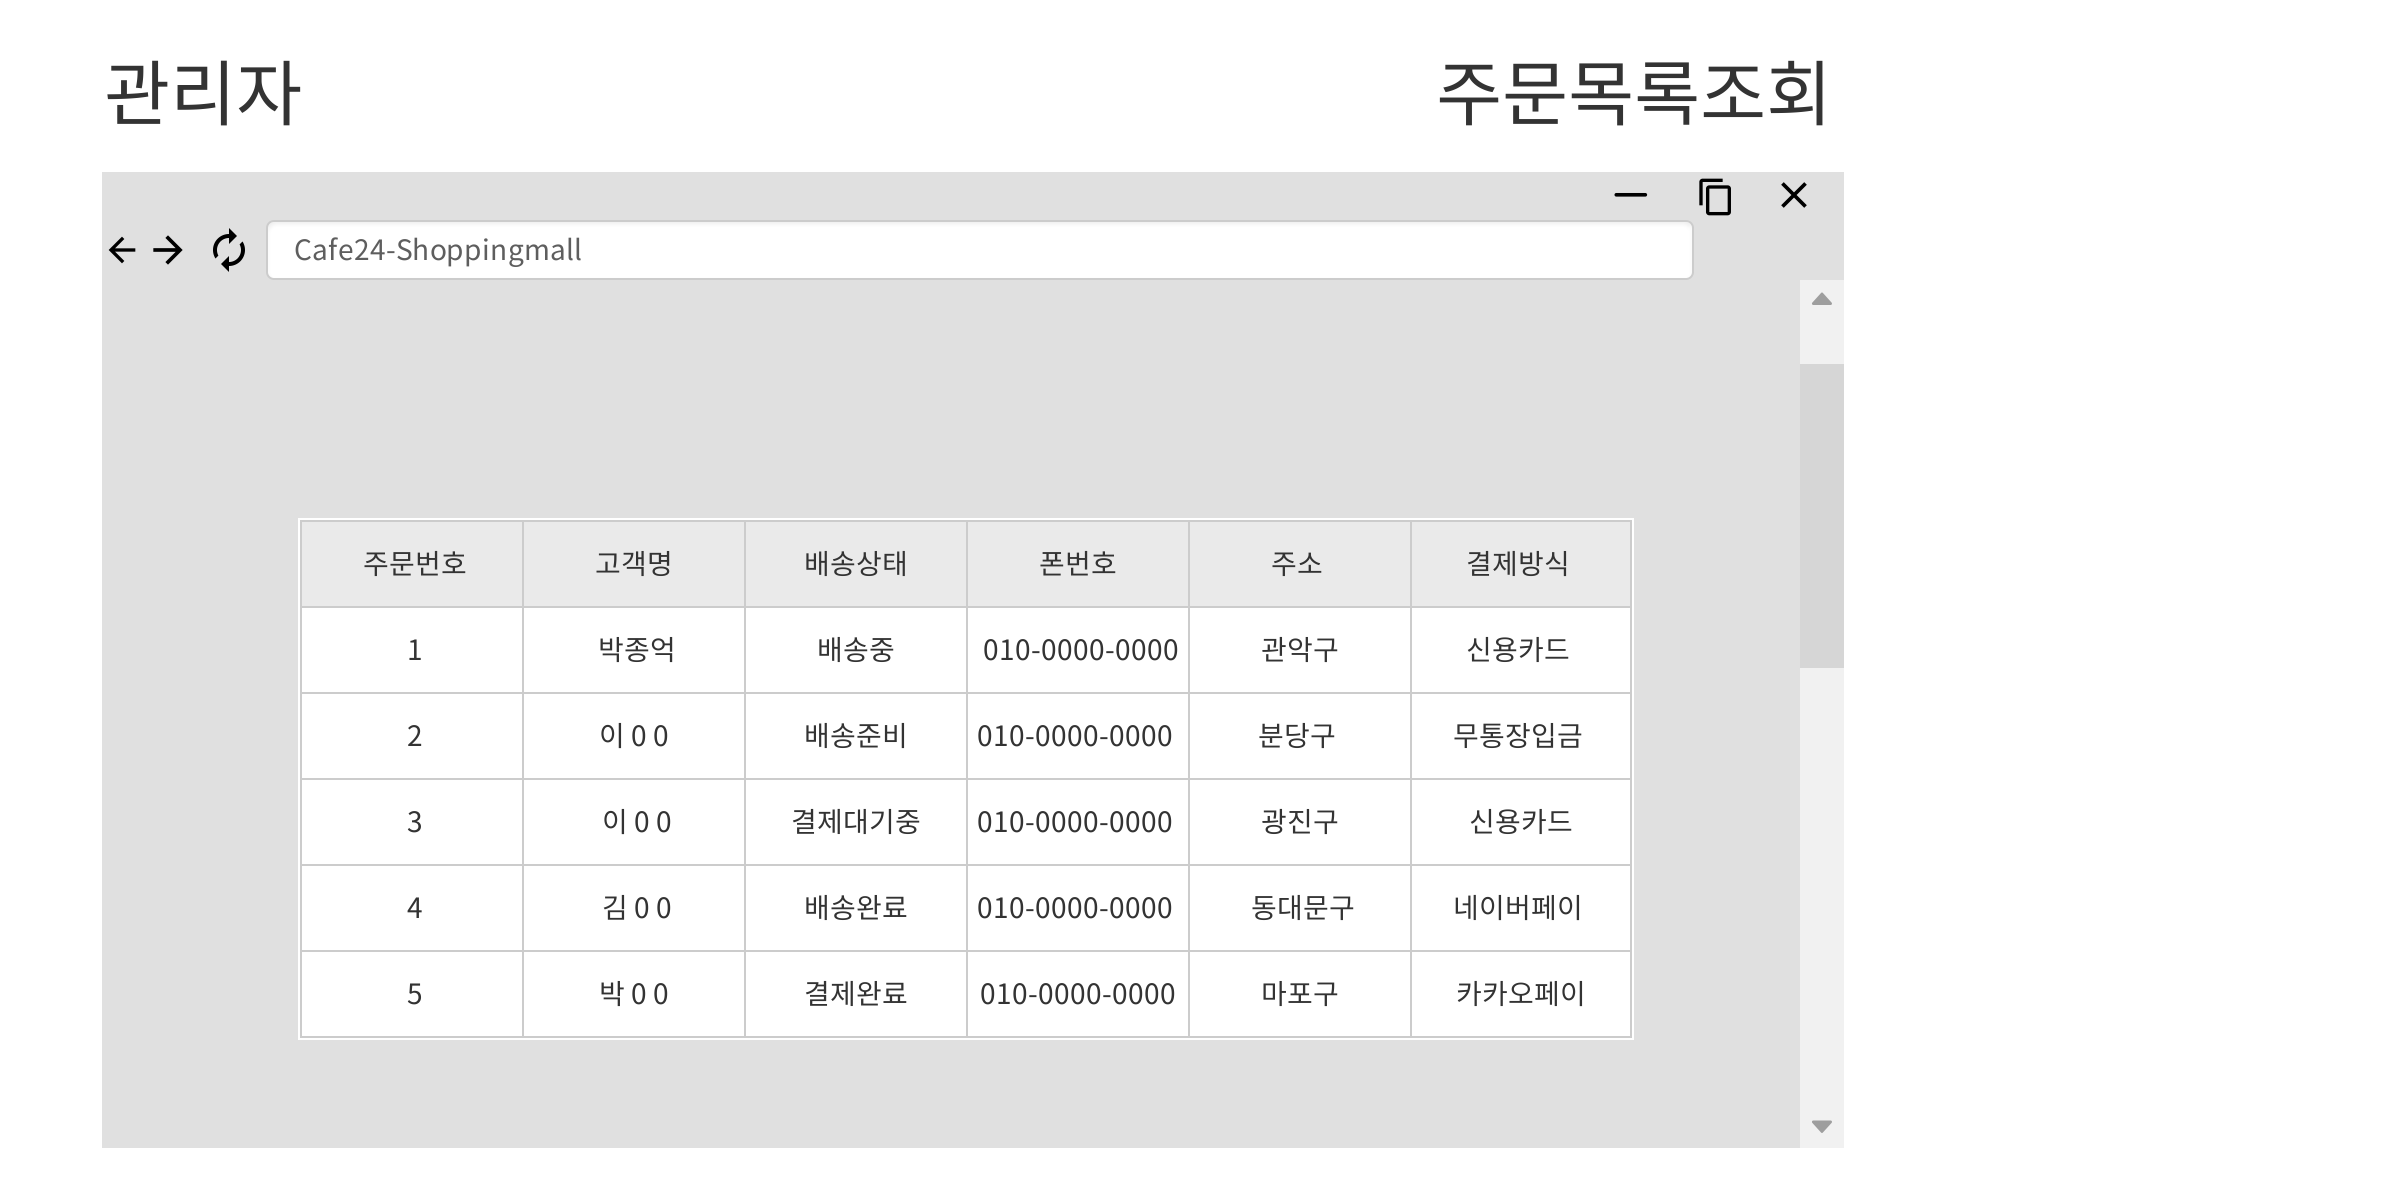 관리자 주문목록조회
Cafe24-Shoppingmall
주문번호 고객명 배송상태 폰번호 주소 결제방식
1 박종억 배송중 010-0000-0000 관악구 신용카드
2 이 0 0 배송준비 010-0000-0000 분당구 무통장입금
3 이 0 0 결제대기중 010-0000-0000 광진구 신용카드
4 김 0 0 배송완료 010-0000-0000 동대문구 네이버페이
5 박 0 0 결제완료 010-0000-0000 마포구 카카오페이